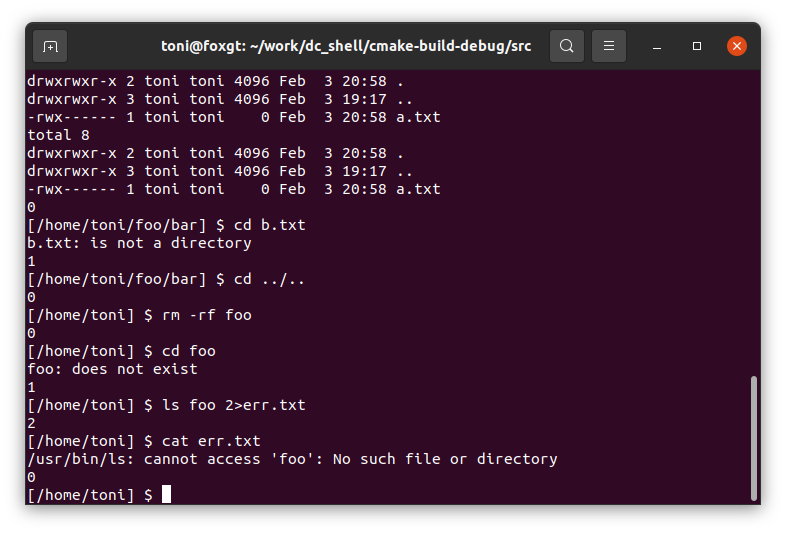 toni@foxgt: ~/work/dc_shell/cmake-build-debug/src
drwxrwxr-x 2 toni toni 4096 Feb  3 20:58 .
drwxrwxr-x 3 toni toni 4096 Feb  3 19:17 ..
-rwx------ 1 toni toni    0 Feb  3 20:58 a.txt
total 8
drwxrwxr-x 2 toni toni 4096 Feb  3 20:58 .
drwxrwxr-x 3 toni toni 4096 Feb  3 19:17 ..
-rwx------ 1 toni toni    0 Feb  3 20:58 a.txt
0
[/home/toni/foo/bar] $ cd b.txt
b.txt: is not a directory
1
[/home/toni/foo/bar] $ cd ../..
0
[/home/toni] $ rm -rf foo
0
[/home/toni] $ cd foo
foo: does not exist
1
[/home/toni] $ ls foo 2>err.txt
2
[/home/toni] $ cat err.txt
/usr/bin/ls: cannot access 'foo': No such file or directory
0
[/home/toni] $